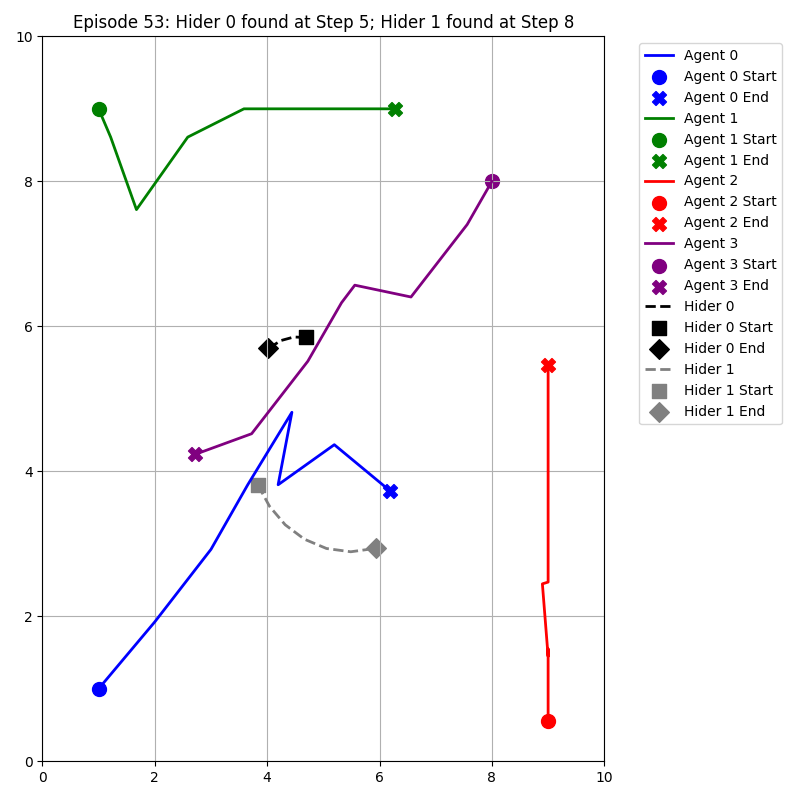 Episode 53: Hider 0 found at Step 5; Hider 1 found at Step 8
10
8
6
4
2
0
0 2 4 6 8 10
Agent 0
Agent 0 Start
Agent 0 End
Agent 1
Agent 1 Start
Agent 1 End
Agent 2
Agent 2 Start
Agent 2 End
Agent 3
Agent 3 Start
Agent 3 End
Hider 0
Hider 0 Start
Hider 0 End
Hider 1
Hider 1 Start
Hider 1 End